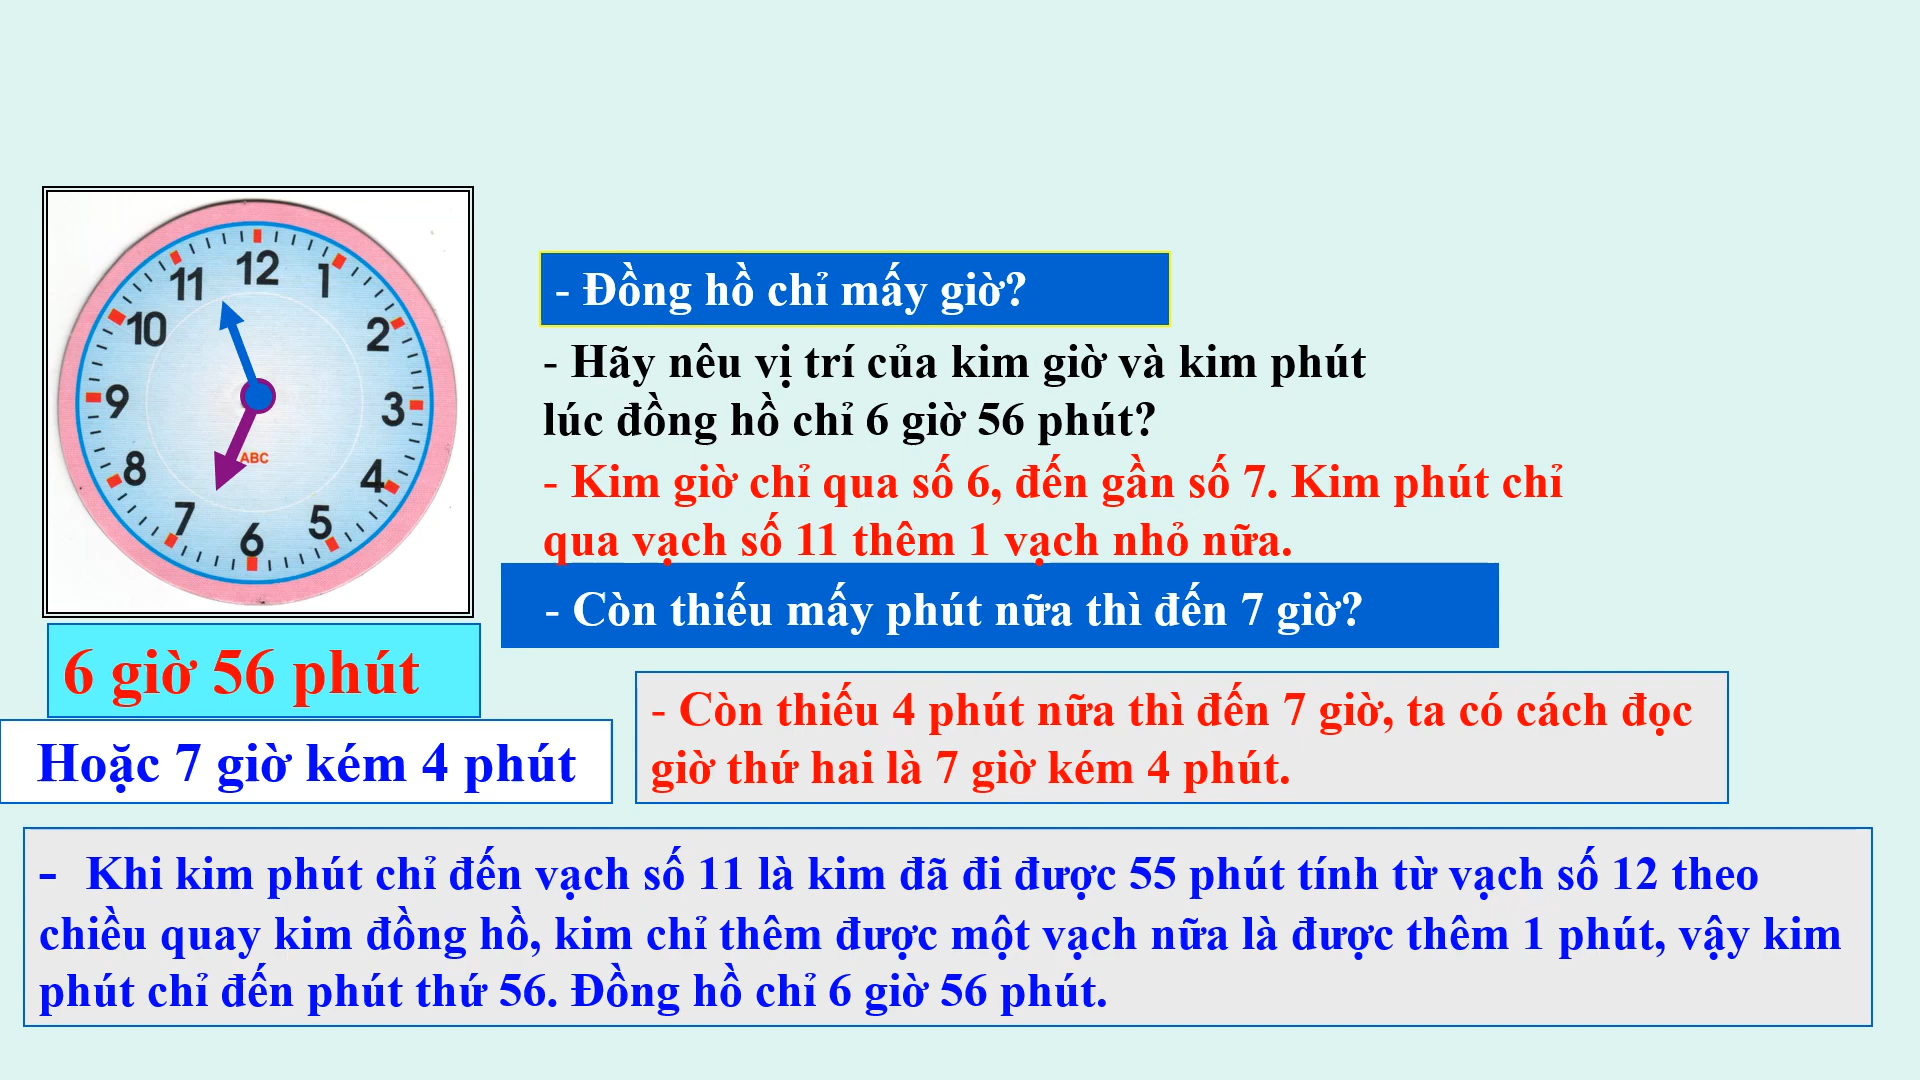 12
11
1
10
2
9
3
8
4
7
5
6
ABC
- Đồng hồ chỉ mấy giờ?
- Hãy nêu vị trí của kim giờ và kim phút
lúc đồng hồ chỉ 6 giờ 56 phút?
- Kim giờ chỉ qua số 6, đến gần số 7. Kim phút chỉ
qua vạch số 11 thêm 1 vạch nhỏ nữa.
- Còn thiếu mấy phút nữa thì đến 7 giờ?
6 giờ 56 phút
Hoặc 7 giờ kém 4 phút
- Còn thiếu 4 phút nữa thì đến 7 giờ, ta có cách đọc
giờ thứ hai là 7 giờ kém 4 phút.
- Khi kim phút chỉ đến vạch số 11 là kim đã đi được 55 phút tính từ vạch số 12 theo
chiều quay kim đồng hồ, kim chỉ thêm được một vạch nữa là được thêm 1 phút, vậy kim
phút chỉ đến phút thứ 56. Đồng hồ chỉ 6 giờ 56 phút.